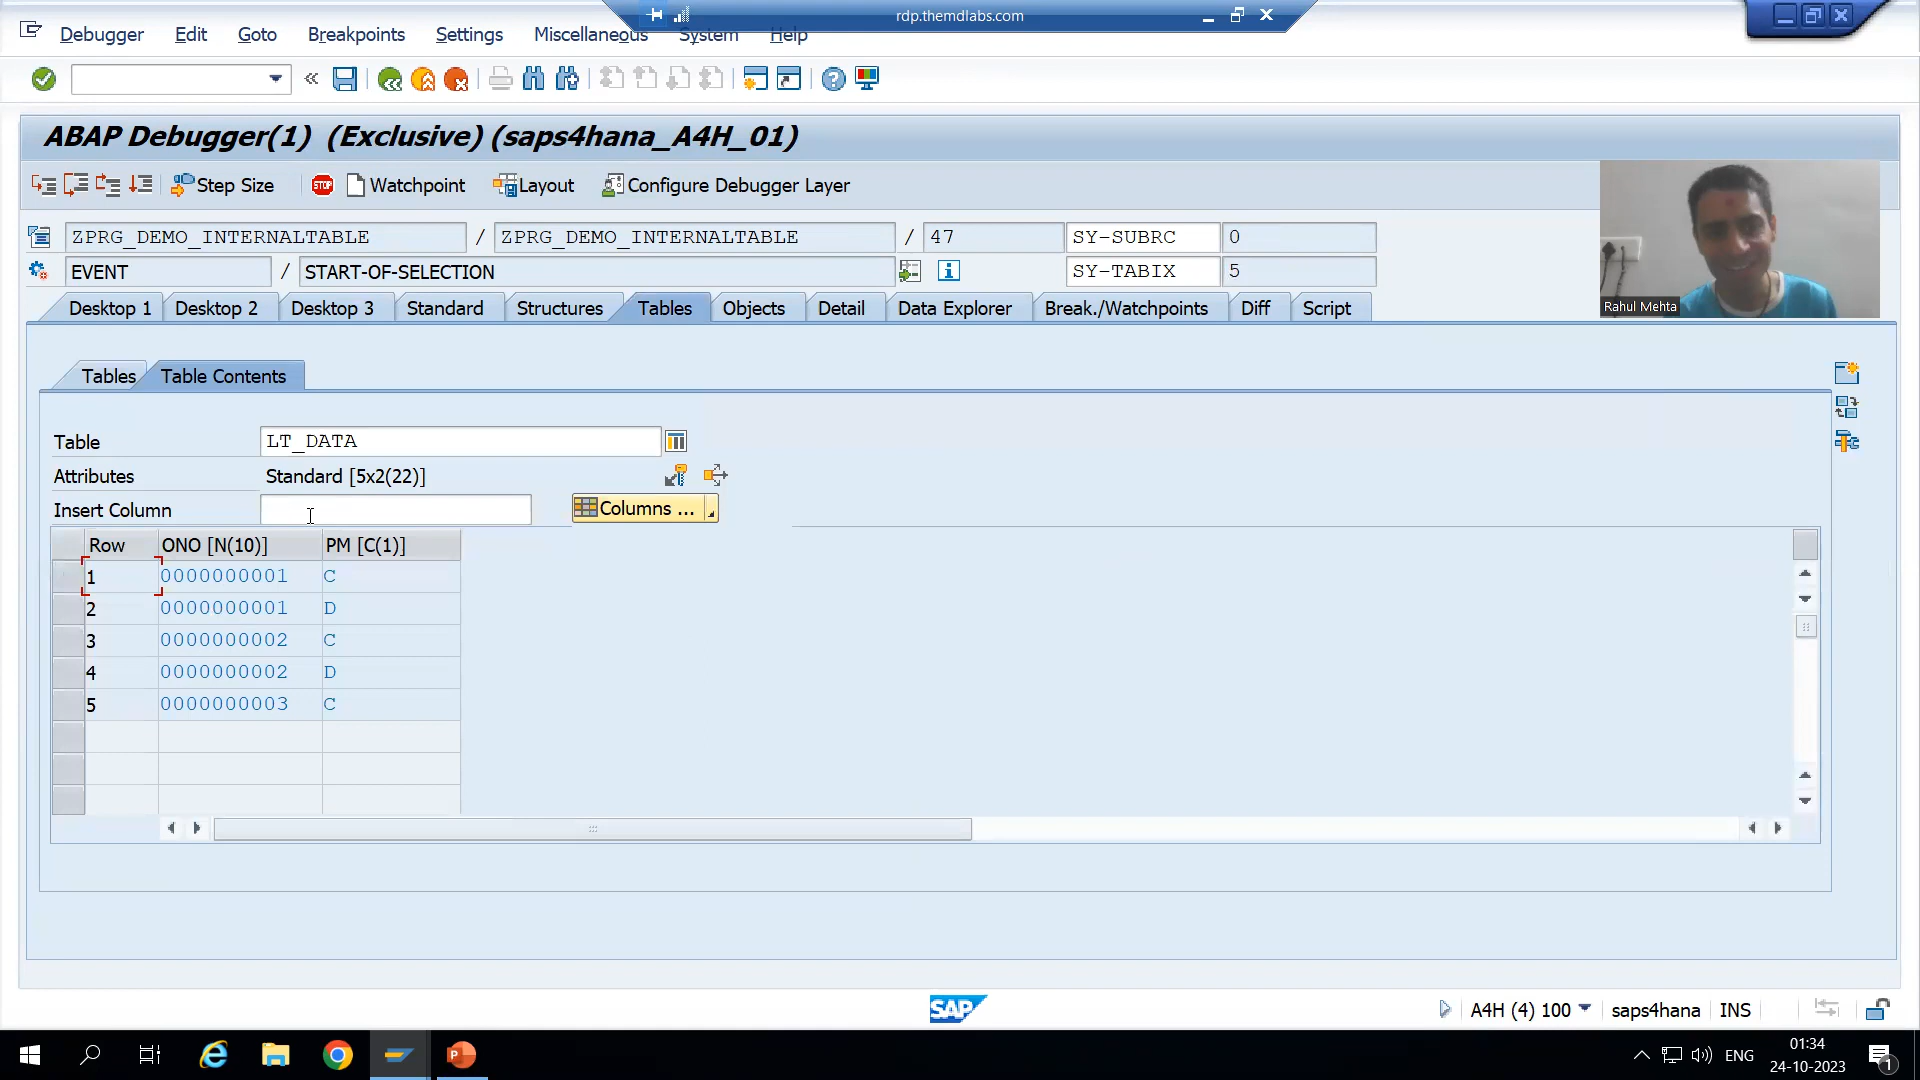 rdp.themdlabs.com
Debugger Edit Goto Breakpoints Settings Miscellaneous System Help
ABAP Debugger(1) (Exclusive) (saps4hana_A4H_01)
Step Size Watchpoint Layout Configure Debugger Layer
ZPRG_DEMO_INTERNALTABLE / ZPRG_DEMO_INTERNALTABLE / 47 SY-SUBRC 0
EVENT / START-OF-SELECTION SY-TABIX 5
Rahul Mehta
Desktop 1 Desktop 2 Desktop 3 Standard Structures Tables Objects Detail Data Explorer Break./Watchpoints Diff Script
Tables Table Contents
Table LT_DATA
Attributes Standard [5x2(22)]
Insert Column Columns ...
Row ONO [N(10)] PM [C(1)]
1 0000000001 C
2 0000000001 D
3 0000000002 C
4 0000000002 D
5 0000000003 C
SAP A4H (4) 100 saps4hana INS
ENG 01:34
24-10-2023 1